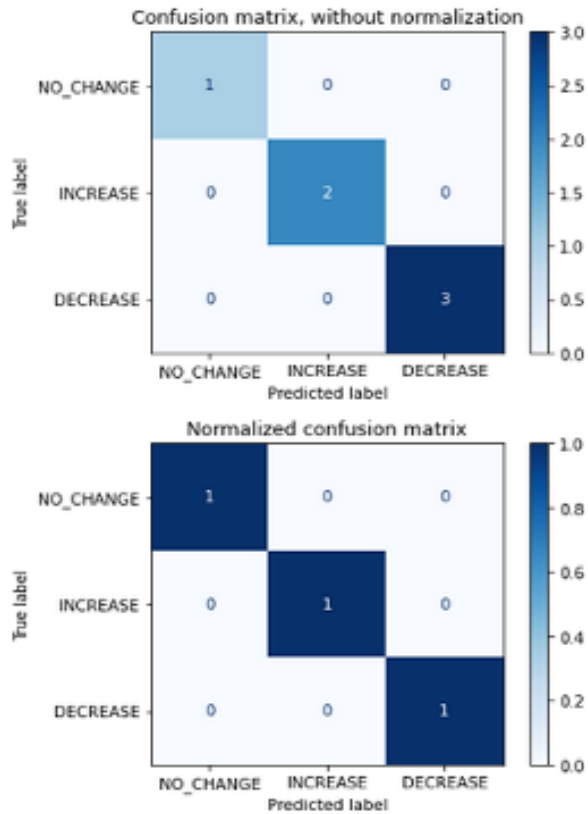 Confusion matrix, without normalization
NO_CHANGE 1 0 0
INCREASE 0 2 0
DECREASE 0 0 3
True label
NO_CHANGE INCREASE DECREASE
Predicted label
3.0
2.5
2.0
1.5
1.0
0.5
0.0
Normalized confusion matrix
NO_CHANGE 1 0 0
INCREASE 0 1 0
DECREASE 0 0 1
True label
NO_CHANGE INCREASE DECREASE
Predicted label
1.0
0.8
0.6
0.4
0.2
0.0